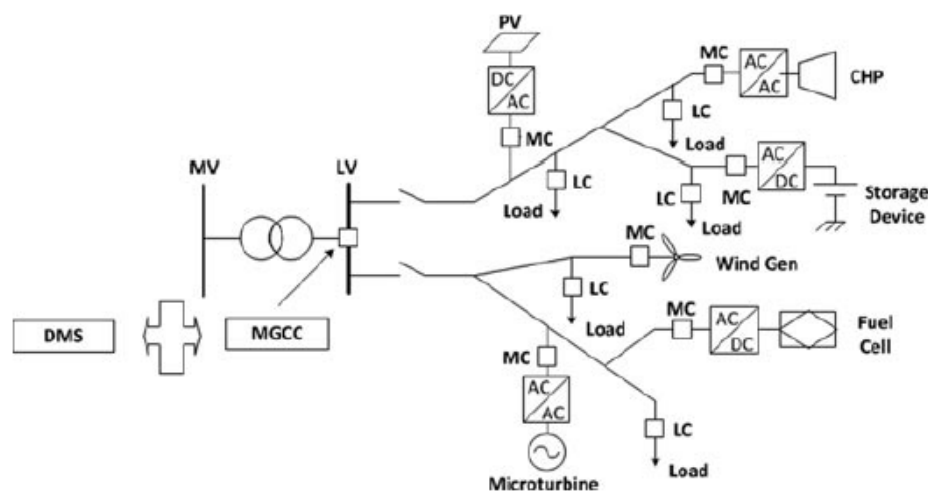 PV
DC
AC
MC
MC
AC
AC
CHP
LC
Load
MV
LV
LC
Load
MC
AC
DC
LC
Load
Storage
Device
MC
Wind Gen
LC
Load
DMS
MGCC
MC
AC
DC
Fuel
Cell
MC
AC
AC
Microturbine
LC
Load